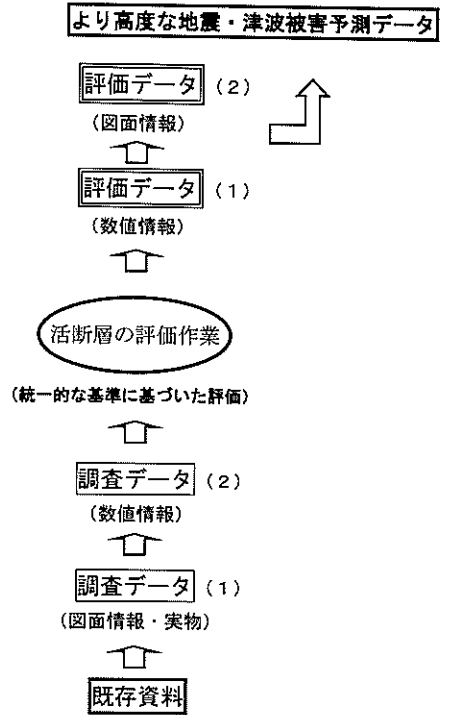 より高度な地震・津波被害予測データ
評価データ（2）
（図面情報）
評価データ（1）
（数値情報）
活断層の評価作業
（統一的な基準に基づいた評価）
調査データ（2）
（数値情報）
調査データ（1）
（図面情報・実物）
既存資料